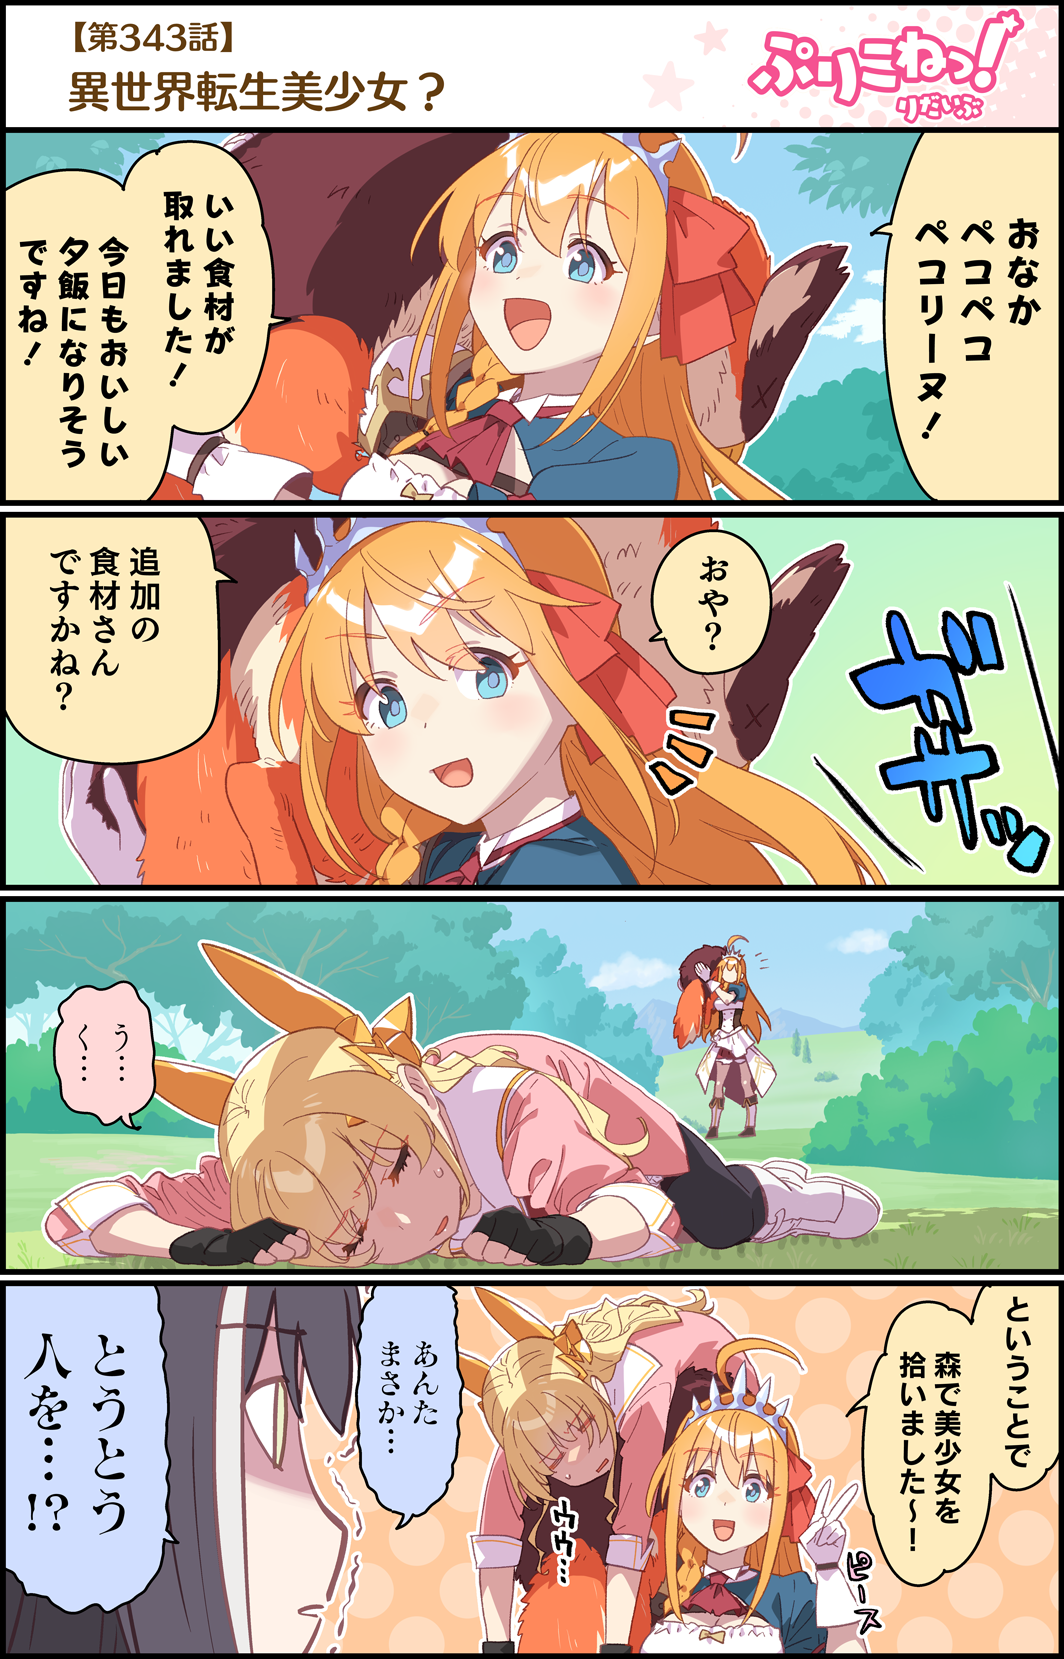 【第343話】
異世界転生美少女？
ぷりこねっ!
りだいぶ
おなか
ペコペコ
ペコリーヌ!
いい食材が
取れました!
今日もおいしい
夕飯になりそう
ですね!
おや?
ガサッ
追加の
食材さん
ですかね?
う…
く…
ということで
森で美少女を
拾いました〜!
ピース
ウゥ…
あんた
まさか…
とうとう
人を…!?